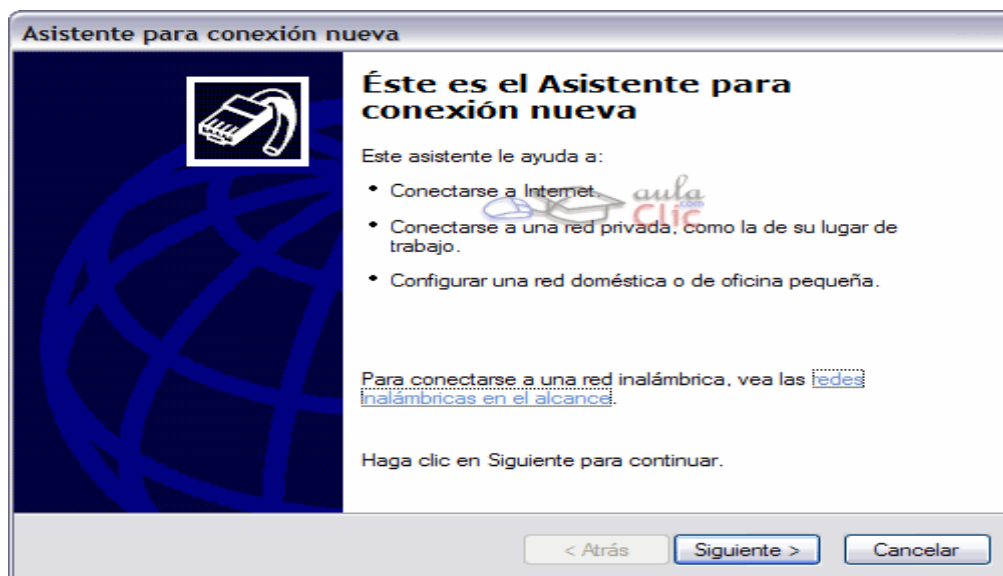 Asistente para conexión nueva
Éste es el Asistente para
conexión nueva
Este asistente le ayuda a:
• Conectarse a Internet.
aula
Clic
.com
• Conectarse a una red privada, como la de su lugar de
trabajo.
• Configurar una red doméstica o de oficina pequeña.
Para conectarse a una red inalámbrica, vea las redes
inalámbricas en el alcance.
Haga clic en Siguiente para continuar.
< Atrás
Siguiente >
Cancelar